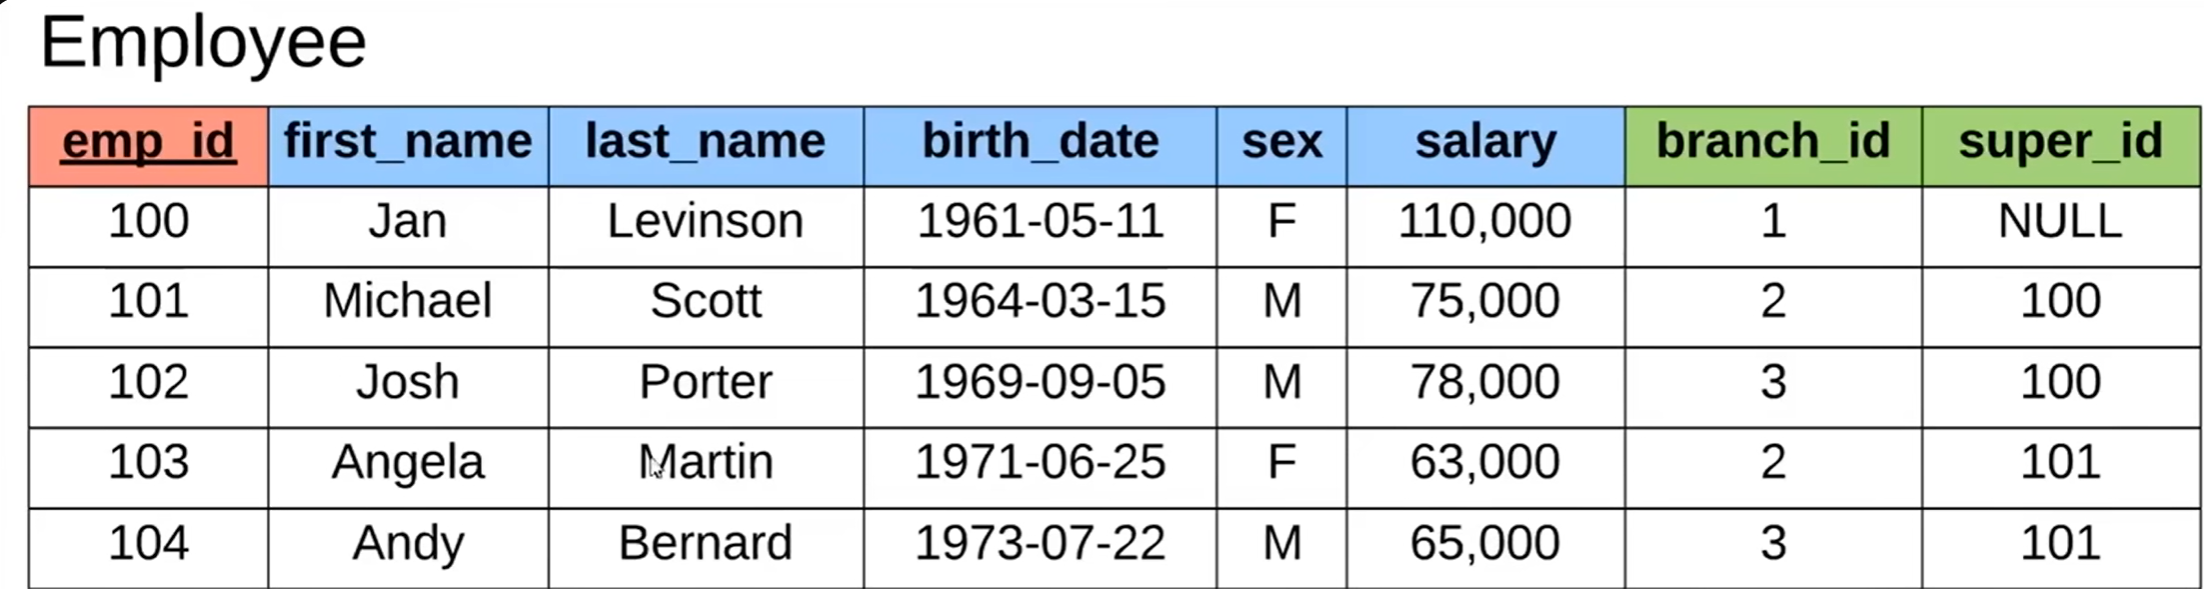 Employee
emp_id first_name last_name birth_date sex salary branch_id super_id
100 Jan Levinson 1961-05-11 F 110,000 1 NULL
101 Michael Scott 1964-03-15 M 75,000 2 100
102 Josh Porter 1969-09-05 M 78,000 3 100
103 Angela Martin 1971-06-25 F 63,000 2 101
104 Andy Bernard 1973-07-22 M 65,000 3 101